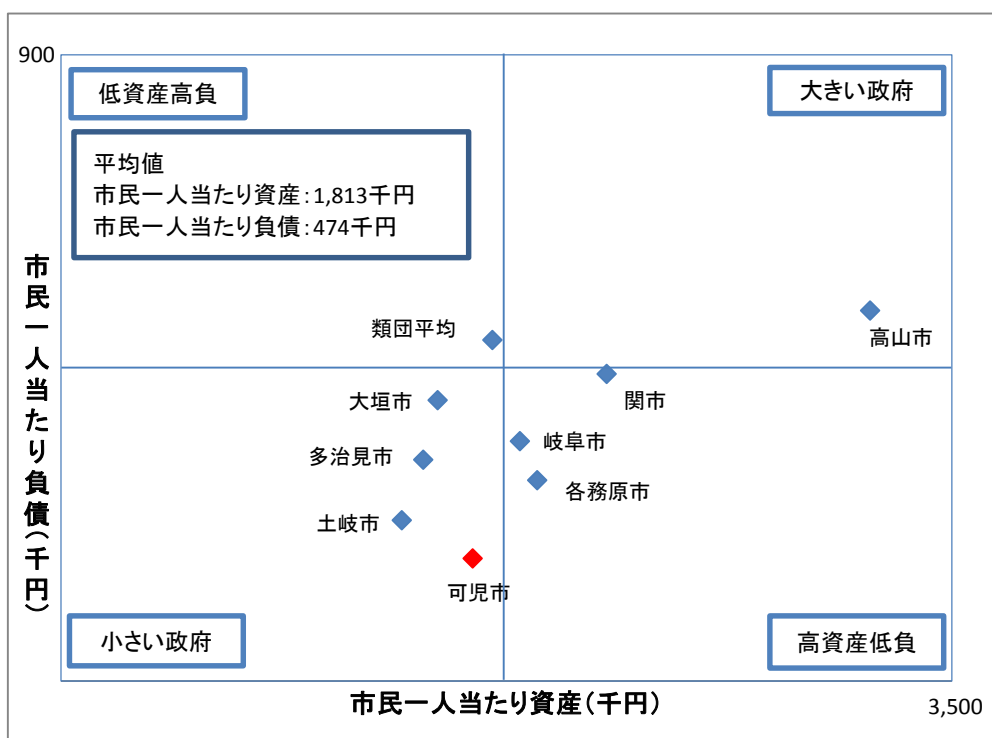 900
低資産高負
大きい政府
平均値
市民一人当たり資産：1,813千円
市民一人当たり負債：474千円
市民一人当たり負債(千円)
類団平均
高山市
大垣市
関市
岐阜市
多治見市
各務原市
土岐市
可児市
小さい政府
高資産低負
市民一人当たり資産(千円)
3,500